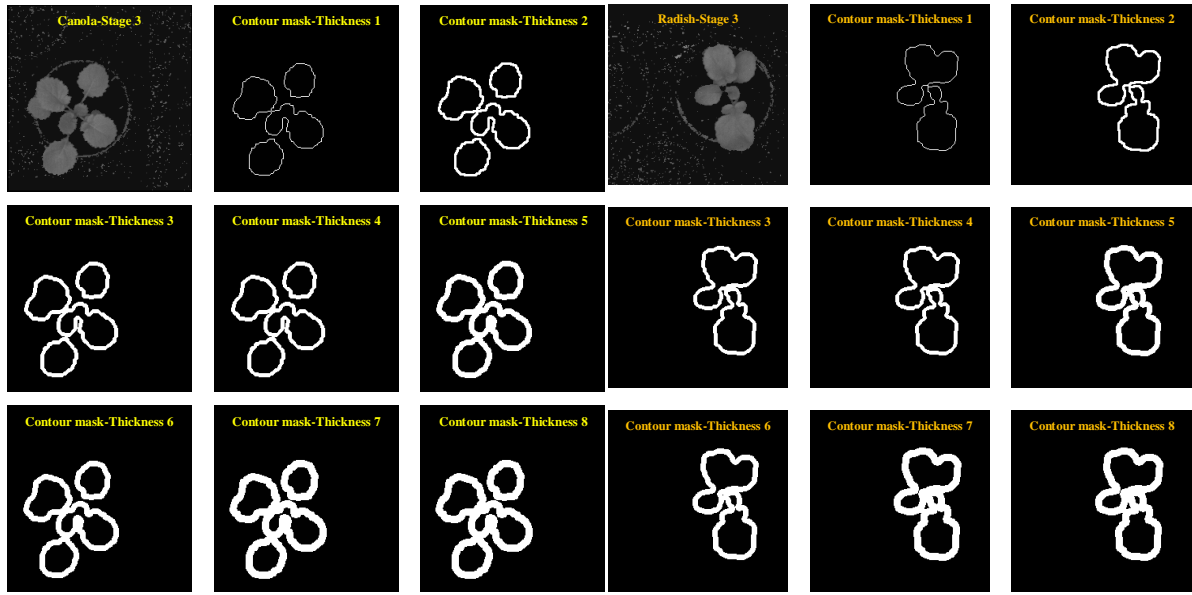 Canola-Stage 3
Contour mask-Thickness 1
Contour mask-Thickness 2
Radish-Stage 3
Contour mask-Thickness 1
Contour mask-Thickness 2
Contour mask-Thickness 3
Contour mask-Thickness 4
Contour mask-Thickness 5
Contour mask-Thickness 3
Contour mask-Thickness 4
Contour mask-Thickness 5
Contour mask-Thickness 6
Contour mask-Thickness 7
Contour mask-Thickness 8
Contour mask-Thickness 6
Contour mask-Thickness 7
Contour mask-Thickness 8